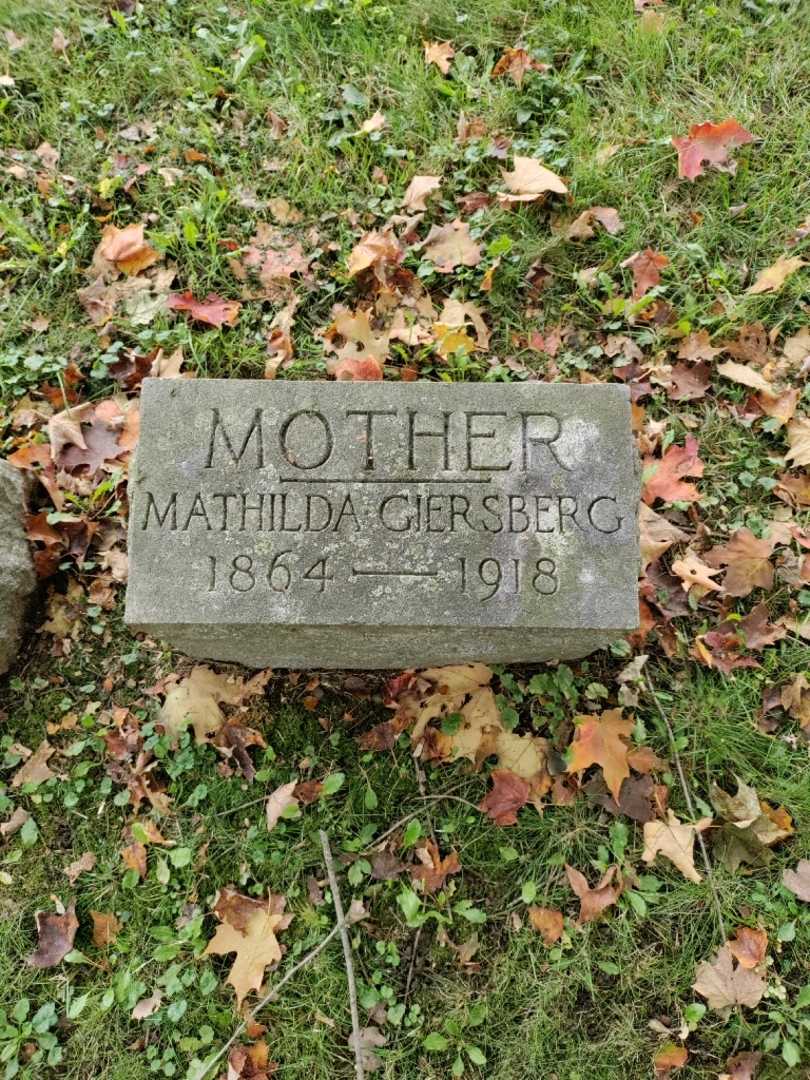 MOTHER
MATHILDA GIERSBERG
1864 — 1918